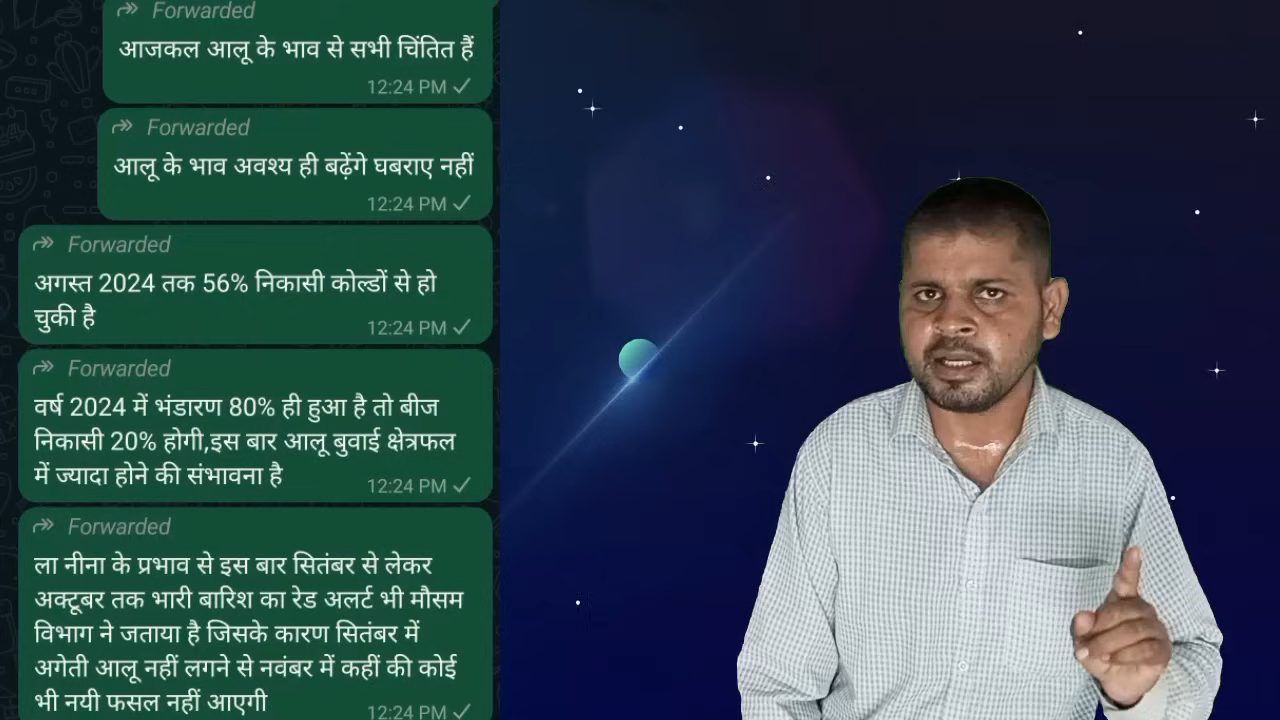 Forwarded
आजकल आलू के भाव से सभी चिंतित हैं
12:24 PM
Forwarded
आलू के भाव अवश्य ही बढ़ेंगे घबराए नहीं
12:24 PM
Forwarded
अगस्त 2024 तक 56% निकासी कोल्डों से हो
चुकी है
12:24 PM
Forwarded
वर्ष 2024 में भंडारण 80% ही हुआ है तो बीज
निकासी 20% होगी,इस बार आलू बुवाई क्षेत्रफल
में ज्यादा होने की संभावना है
12:24 PM
Forwarded
ला नीना के प्रभाव से इस बार सितंबर से लेकर
अक्टूबर तक भारी बारिश का रेड अलर्ट भी मौसम
विभाग ने जताया है जिसके कारण सितंबर में
अगेती आलू नहीं लगने से नवंबर में कहीं की कोई
भी नयी फसल नहीं आएगी
12:24 PM